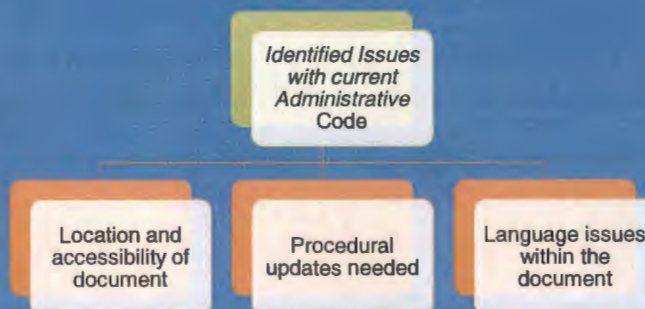 Identified Issues
with current
Administrative
Code
Location and
accessibility of
document
Procedural
updates needed
Language issues
within the
document